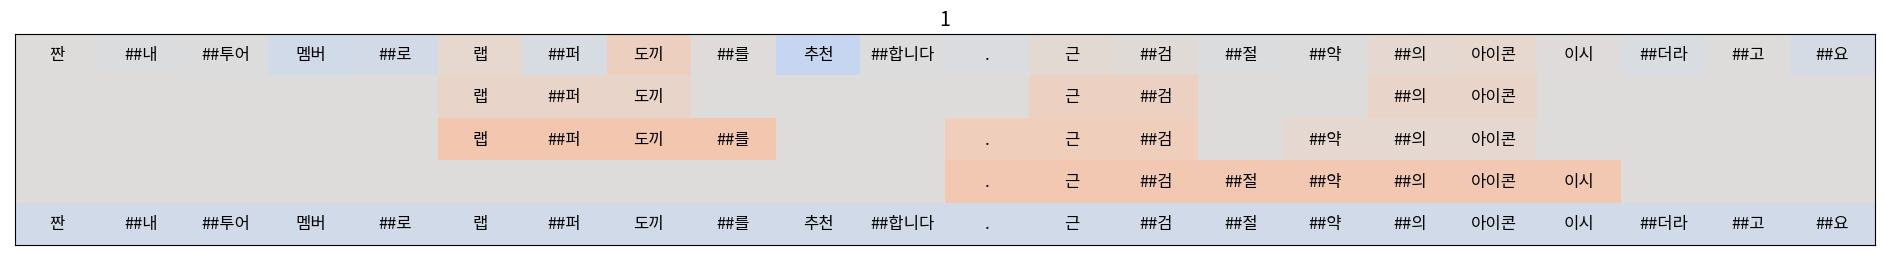 1
짠 ##내 ##투어 멤버 ##로 랩 ##퍼 도끼 ##를 추천 ##합니다 . 근 ##검 ##절 ##약 ##의 아이콘 이시 ##더라 ##고 ##요
랩 ##퍼 도끼 근 ##검 ##의 아이콘
랩 ##퍼 도끼 ##를 . 근 ##검 ##약 ##의 아이콘
. 근 ##검 ##절 ##약 ##의 아이콘 이시
짠 ##내 ##투어 멤버 ##로 랩 ##퍼 도끼 ##를 추천 ##합니다 . 근 ##검 ##절 ##약 ##의 아이콘 이시 ##더라 ##고 ##요